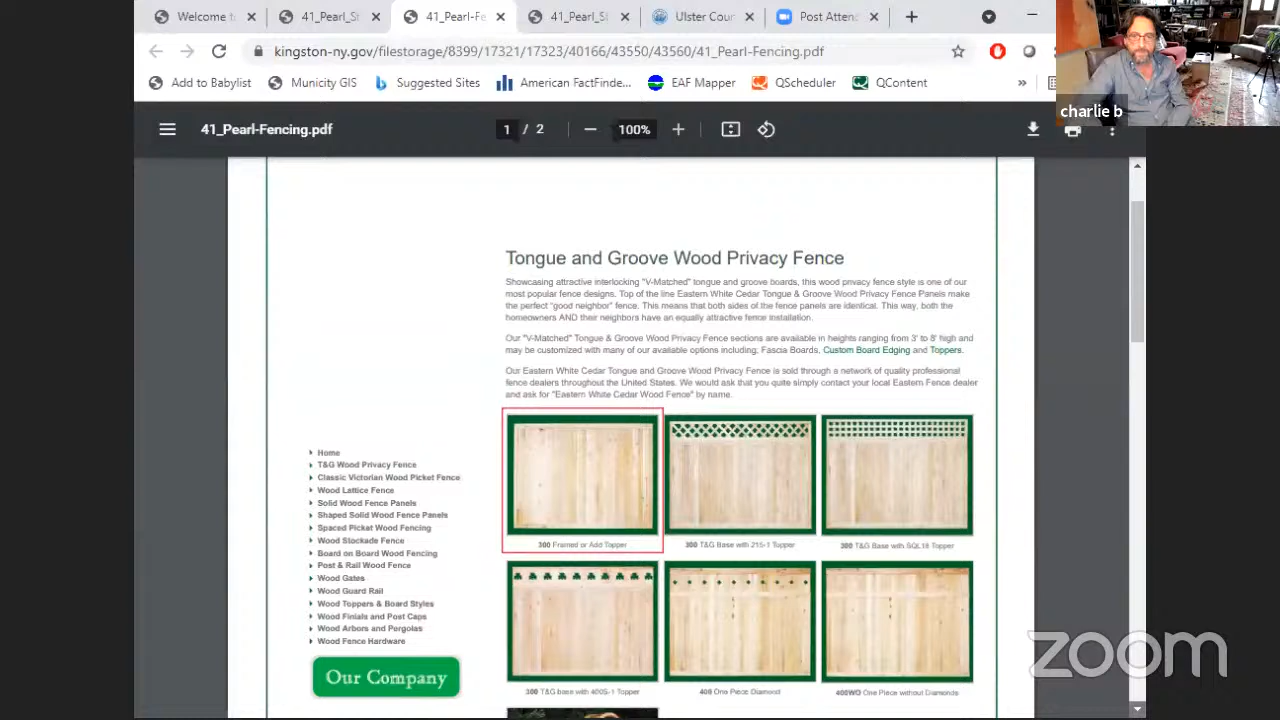 Welcome t
41_Pearl_St
41_Pearl-Fe
41_Pearl_St
Ulster Cou
Post Atten
kingston-ny.gov/filestorage/8399/17321/17323/40166/43550/43560/41_Pearl-Fencing.pdf
Add to Babylist
Municity GIS
Suggested Sites
American FactFinde...
EAF Mapper
QScheduler
QContent
»
charlie b
41_Pearl-Fencing.pdf
1 / 2
100%
Tongue and Groove Wood Privacy Fence
Showcasing attractive interlocking "V-Matched" tongue and groove boards, this wood privacy fence style is one of our
most popular fence designs. Top of the line Eastern White Cedar Tongue & Groove Wood Privacy Fence Panels make
the perfect "good neighbor" fence. This means that both sides of the fence panels are identical. This way, both the
homeowners AND their neighbors have an equally attractive fence installation.
Our "V-Matched" Tongue & Groove Wood Privacy Fence sections are available in heights ranging from 3' to 8' high and
may be customized with many of our available options including, Fascia Boards, Custom Board Edging and Toppers.
Our Eastern White Cedar Tongue and Groove Wood Privacy Fence is sold through a network of quality professional
fence dealers throughout the United States. We would ask that you quite simply contact your local Eastern Fence dealer
and ask for "Eastern White Cedar Wood Fence" by name.
Home
T&G Wood Privacy Fence
Classic Victorian Wood Picket Fence
Wood Lattice Fence
Solid Wood Fence Panels
Shaped Solid Wood Fence Panels
Spaced Picket Wood Fencing
Wood Stockade Fence
Board on Board Wood Fencing
Post & Rail Wood Fence
Wood Gates
Wood Guard Rail
Wood Toppers & Board Styles
Wood Finials and Post Caps
Wood Arbors and Pergolas
Wood Fence Hardware
Our Company
300 Framed or Add Topper
300 T&G Base with 215-1 Topper
300 T&G Base with SQL18 Topper
300 T&G base with 400S-1 Topper
400 One Piece Diamond
400WO One Piece without Diamonds
zoom